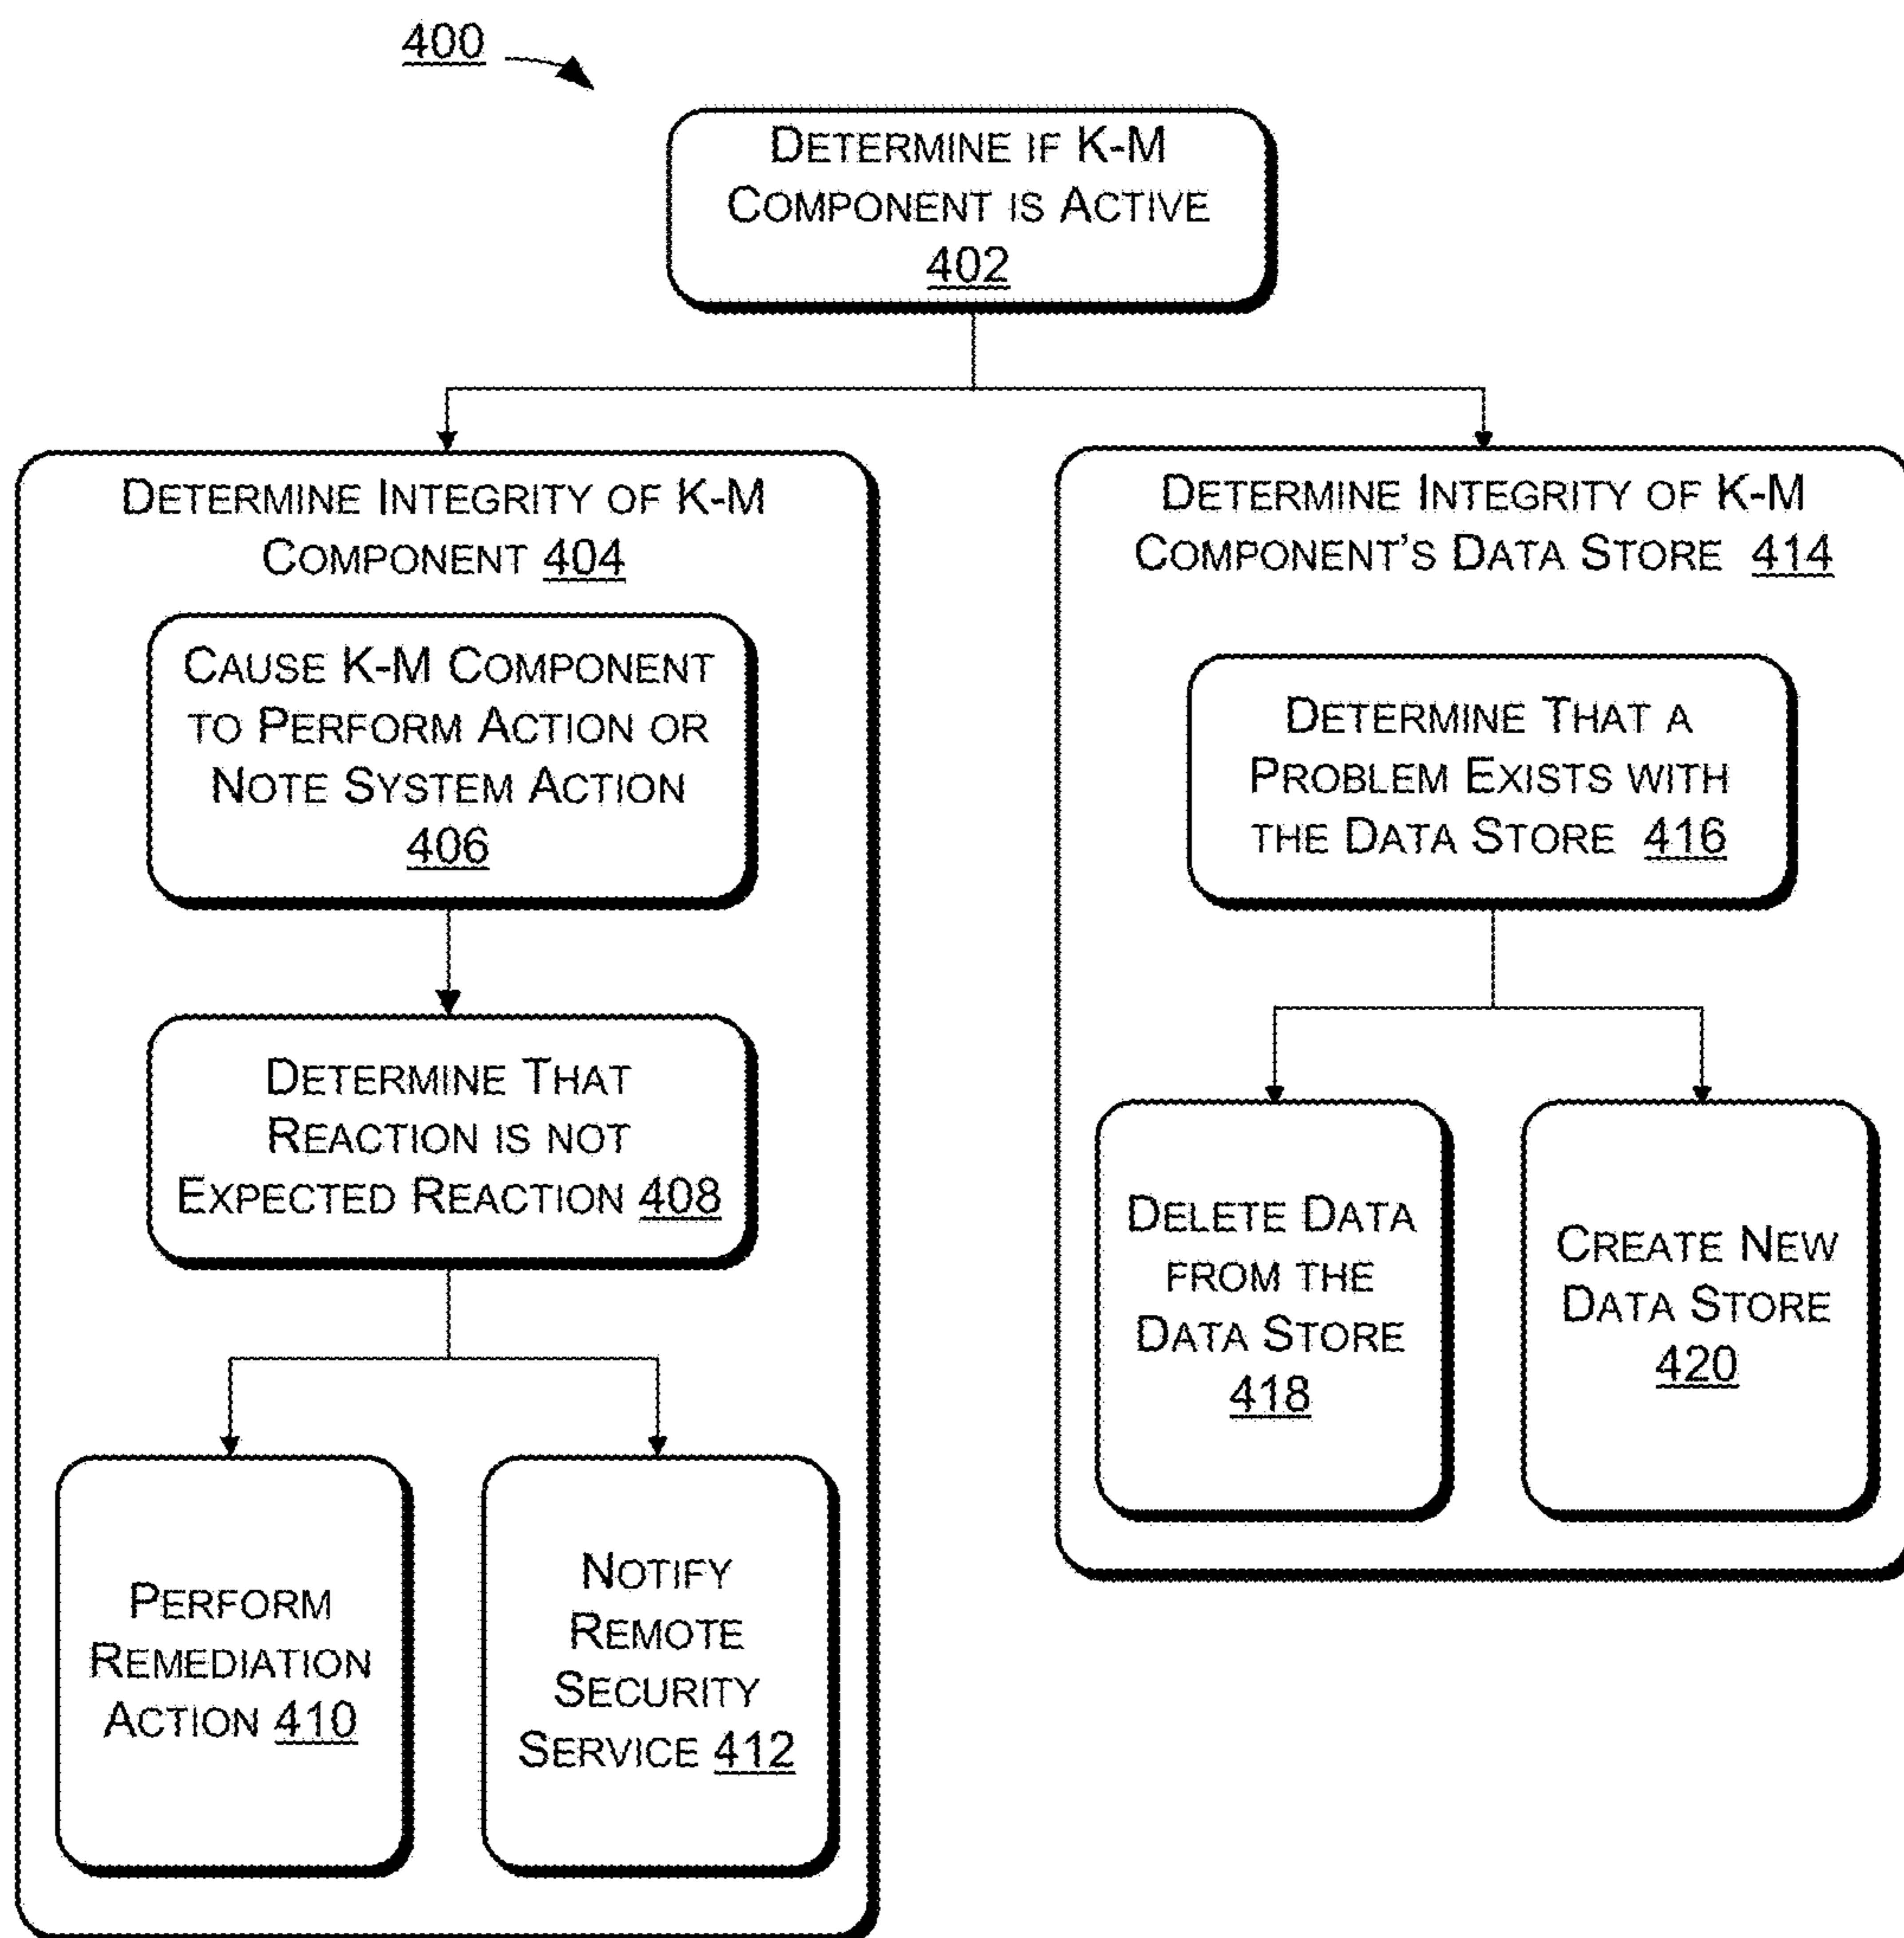 400
DETERMINE IF K-M
COMPONENT IS ACTIVE
402
DETERMINE INTEGRITY OF K-M
COMPONENT 404
CAUSE K-M COMPONENT
TO PERFORM ACTION OR
NOTE SYSTEM ACTION
406
DETERMINE THAT
REACTION IS NOT
EXPECTED REACTION 408
PERFORM
REMEDIATION
ACTION 410
NOTIFY
REMOTE
SECURITY
SERVICE 412
DETERMINE INTEGRITY OF K-M
COMPONENT'S DATA STORE 414
DETERMINE THAT A
PROBLEM EXISTS WITH
THE DATA STORE 416
DELETE DATA
FROM THE
DATA STORE
418
CREATE NEW
DATA STORE
420